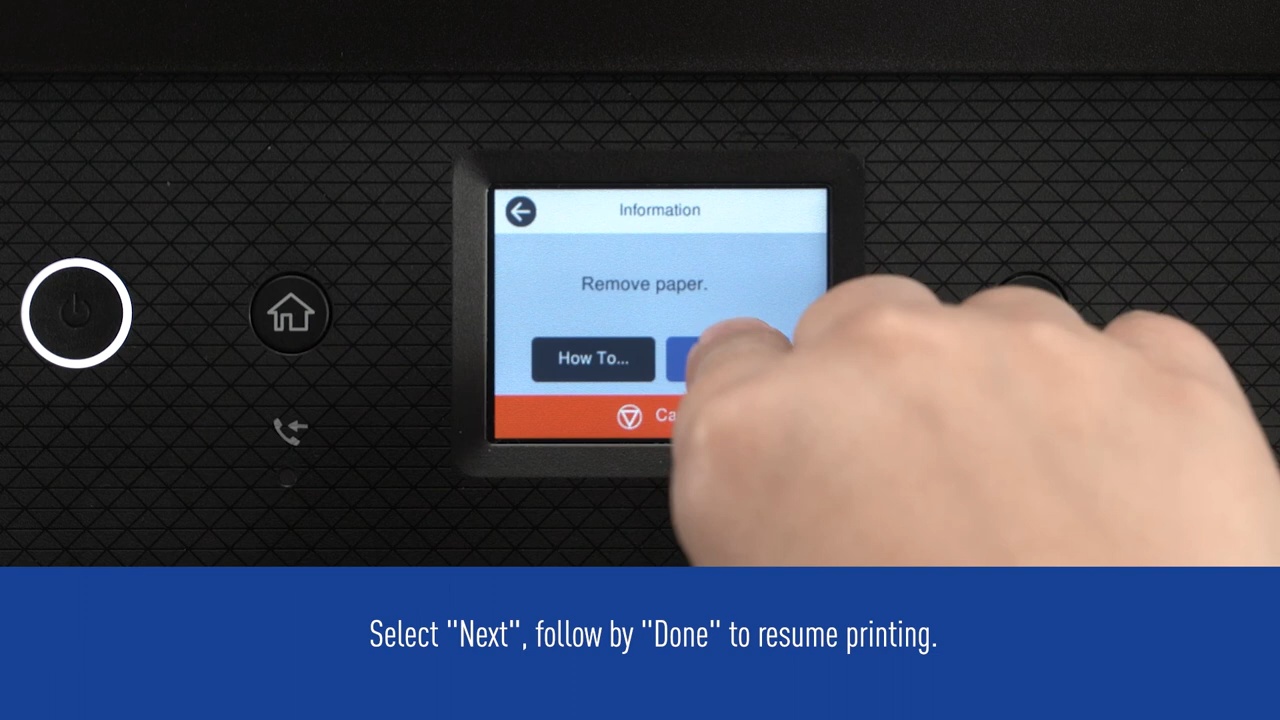 Information
Remove paper.
How To...
Select "Next", follow by "Done" to resume printing.